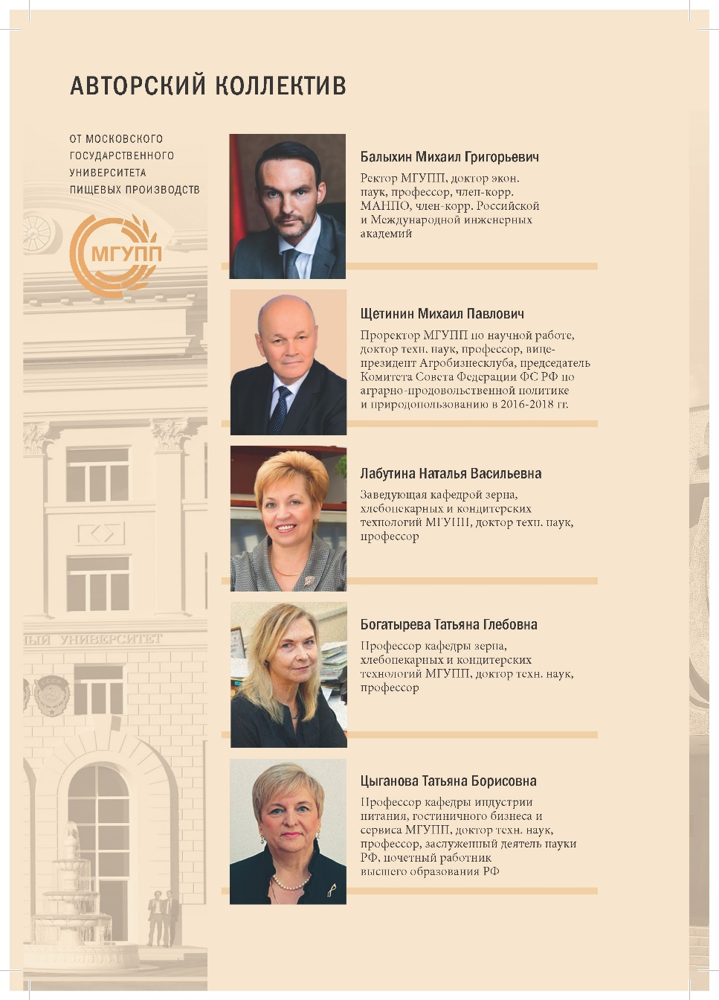 АВТОРСКИЙ КОЛЛЕКТИВ
ОТ МОСКОВСКОГО
ГОСУДАРСТВЕННОГО
УНИВЕРСИТЕТА
ПИЩЕВЫХ ПРОИЗВОДСТВ
МГУПП
Балыхин Михаил Григорьевич
Ректор МГУПП, доктор экон.
наук, профессор, член-корр.
МАНПО, член-корр. Российской
и Международной инженерных
академий
Щетинин Михаил Павлович
Проректор МГУПП по научной работе,
доктор техн. наук, профессор, вице-
президент Агробизнесклуба, председатель
Комитета Совета Федерации ФС РФ по
аграрно-продовольственной политике
и природопользованию в 2016-2018 гг.
Лабутина Наталья Васильевна
Заведующая кафедрой зерна,
хлебопекарных и кондитерских
технологий МГУПП, доктор техн. наук,
профессор
Богатырева Татьяна Глебовна
Профессор кафедры зерна,
хлебопекарных и кондитерских
технологий МГУПП, доктор техн. наук,
профессор
НЫЙ УНИВЕРСИТЕТ
СССР
Цыганова Татьяна Борисовна
Профессор кафедры индустрии
питания, гостиничного бизнеса и
сервиса МГУПП, доктор техн. наук,
профессор, заслуженный деятель науки
РФ, почетный работник
высшего образования РФ